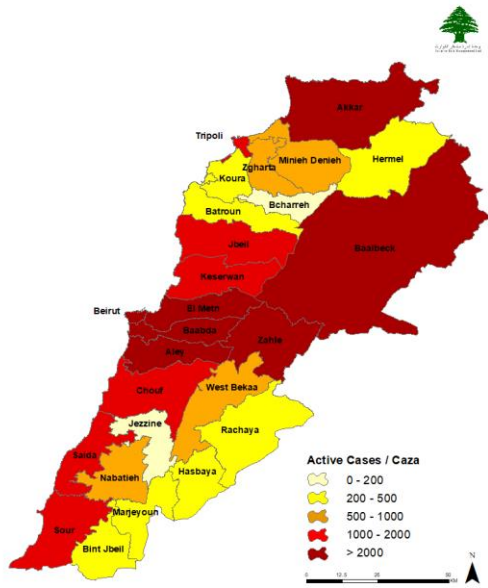 Akkar
Tripoli
Zgharta
Minieh Denieh
Hermel
Koura
Bcharreh
Batroun
Baalbeck
Jbeil
Keserwan
Beirut
El Metn
Baabda
Zahle
Aley
Chouf
West Bekaa
Jezzine
Rachaya
Saida
Nabatieh
Hasbaya
Marjeyoun
Sour
Bint Jbeil
Active Cases / Caza
0 - 200
200 - 500
500 - 1000
1000 - 2000
> 2000
N